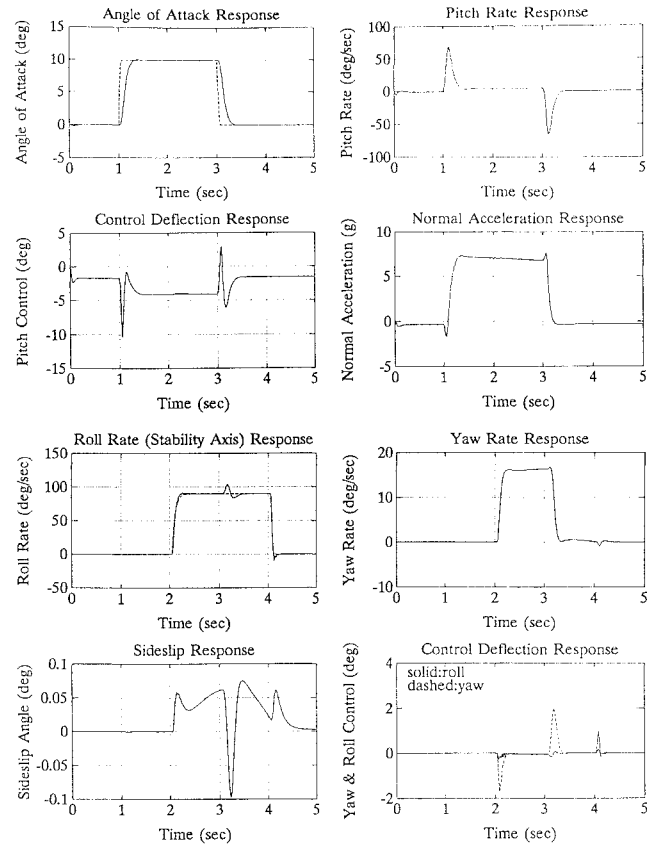 Angle of Attack Response
Angle of Attack (deg)
15
10
5
0
-5
0 1 2 3 4 5
Time (sec)
Pitch Rate Response
Pitch Rate (deg/sec)
100
50
0
-50
-100
0 1 2 3 4 5
Time (sec)
Control Deflection Response
Pitch Control (deg)
5
0
-5
-10
-15
0 1 2 3 4 5
Time (sec)
Normal Acceleration Response
Normal Acceleration (g)
10
5
0
-5
0 1 2 3 4 5
Time (sec)
Roll Rate (Stability Axis) Response
Roll Rate (deg/sec)
150
100
50
0
-50
0 1 2 3 4 5
Time (sec)
Yaw Rate Response
Yaw Rate (deg/sec)
20
10
0
-10
0 1 2 3 4 5
Time (sec)
Sideslip Response
Sideslip Angle (deg)
0.1
0.05
0
-0.05
-0.1
0 1 2 3 4 5
Time (sec)
Control Deflection Response
Yaw & Roll Control (deg)
4
2
0
-2
solid:roll
dashed:yaw
0 1 2 3 4 5
Time (sec)